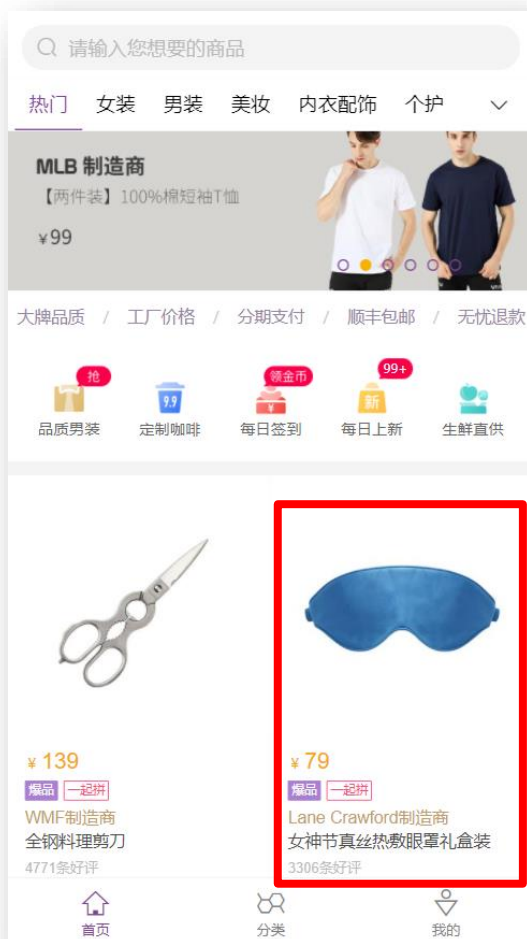 请输入您想要的商品
热门 女装 男装 美妆 内衣配饰 个护
MLB 制造商
【两件装】100%棉短袖T恤
¥99
大牌品质 / 工厂价格 / 分期支付 / 顺丰包邮 / 无忧退款
抢 9.9 领金币 ¥ 99+ 新
品质男装 定制咖啡 每日签到 每日上新 生鲜直供
¥ 139
爆品 一起拼
WMF制造商
全钢料理剪刀
4771条好评
¥ 79
爆品 一起拼
Lane Crawford制造商
女神节真丝热敷眼罩礼盒装
3306条好评
首页 分类 我的